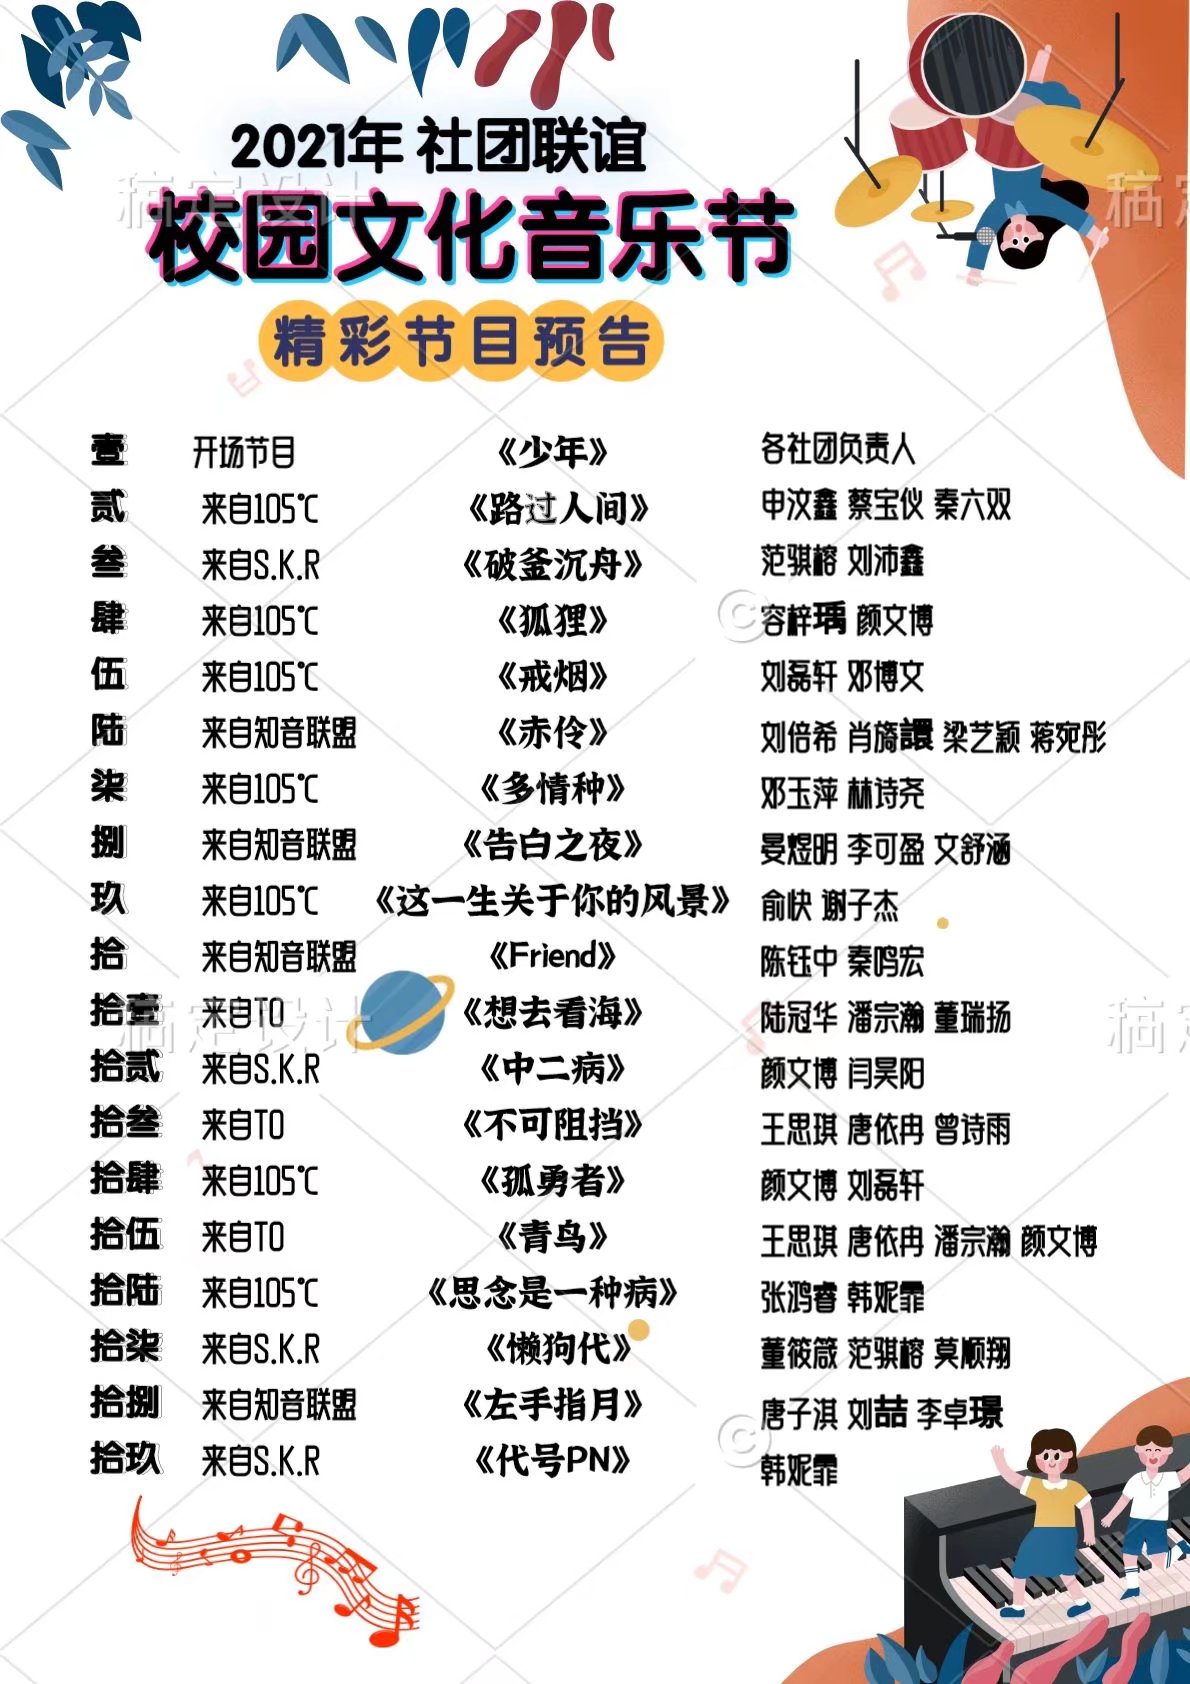 2021年 社团联谊
校园文化音乐节
精彩节目预告
壹 开场节目 《少年》 各社团负责人
贰 来自105℃ 《路过人间》 申汶鑫 蔡宝仪 秦六双
叁 来自S.K.R 《破釜沉舟》 范骐榕 刘沛鑫
肆 来自105℃ 《狐狸》 容梓瑀 颜文博
伍 来自105℃ 《戒烟》 刘磊轩 邓博文
陆 来自知音联盟 《赤伶》 刘倍希 肖旖譞 梁艺颖 蒋宛彤
柒 来自105℃ 《多情种》 邓玉萍 林诗尧
捌 来自知音联盟 《告白之夜》 晏煜明 李可盈 文舒涵
玖 来自105℃ 《这一生关于你的风景》 俞快 谢子杰
拾 来自知音联盟 《Friend》 陈钰中 秦鸣宏
拾壹 来自TO 《想去看海》 陆冠华 潘宗瀚 董瑞扬
拾贰 来自S.K.R 《中二病》 颜文博 闫昊阳
拾叁 来自TO 《不可阻挡》 王思琪 唐依冉 曾诗雨
拾肆 来自105℃ 《孤勇者》 颜文博 刘磊轩
拾伍 来自TO 《青鸟》 王思琪 唐依冉 潘宗瀚 颜文博
拾陆 来自105℃ 《思念是一种病》 张鸿睿 韩妮霏
拾柒 来自S.K.R 《懒狗代》 董筱箴 范骐榕 莫顺翔
拾捌 来自知音联盟 《左手指月》 唐子淇 刘喆 李卓璟
拾玖 来自S.K.R 《代号PN》 韩妮霏
稿定设计
稿定设计